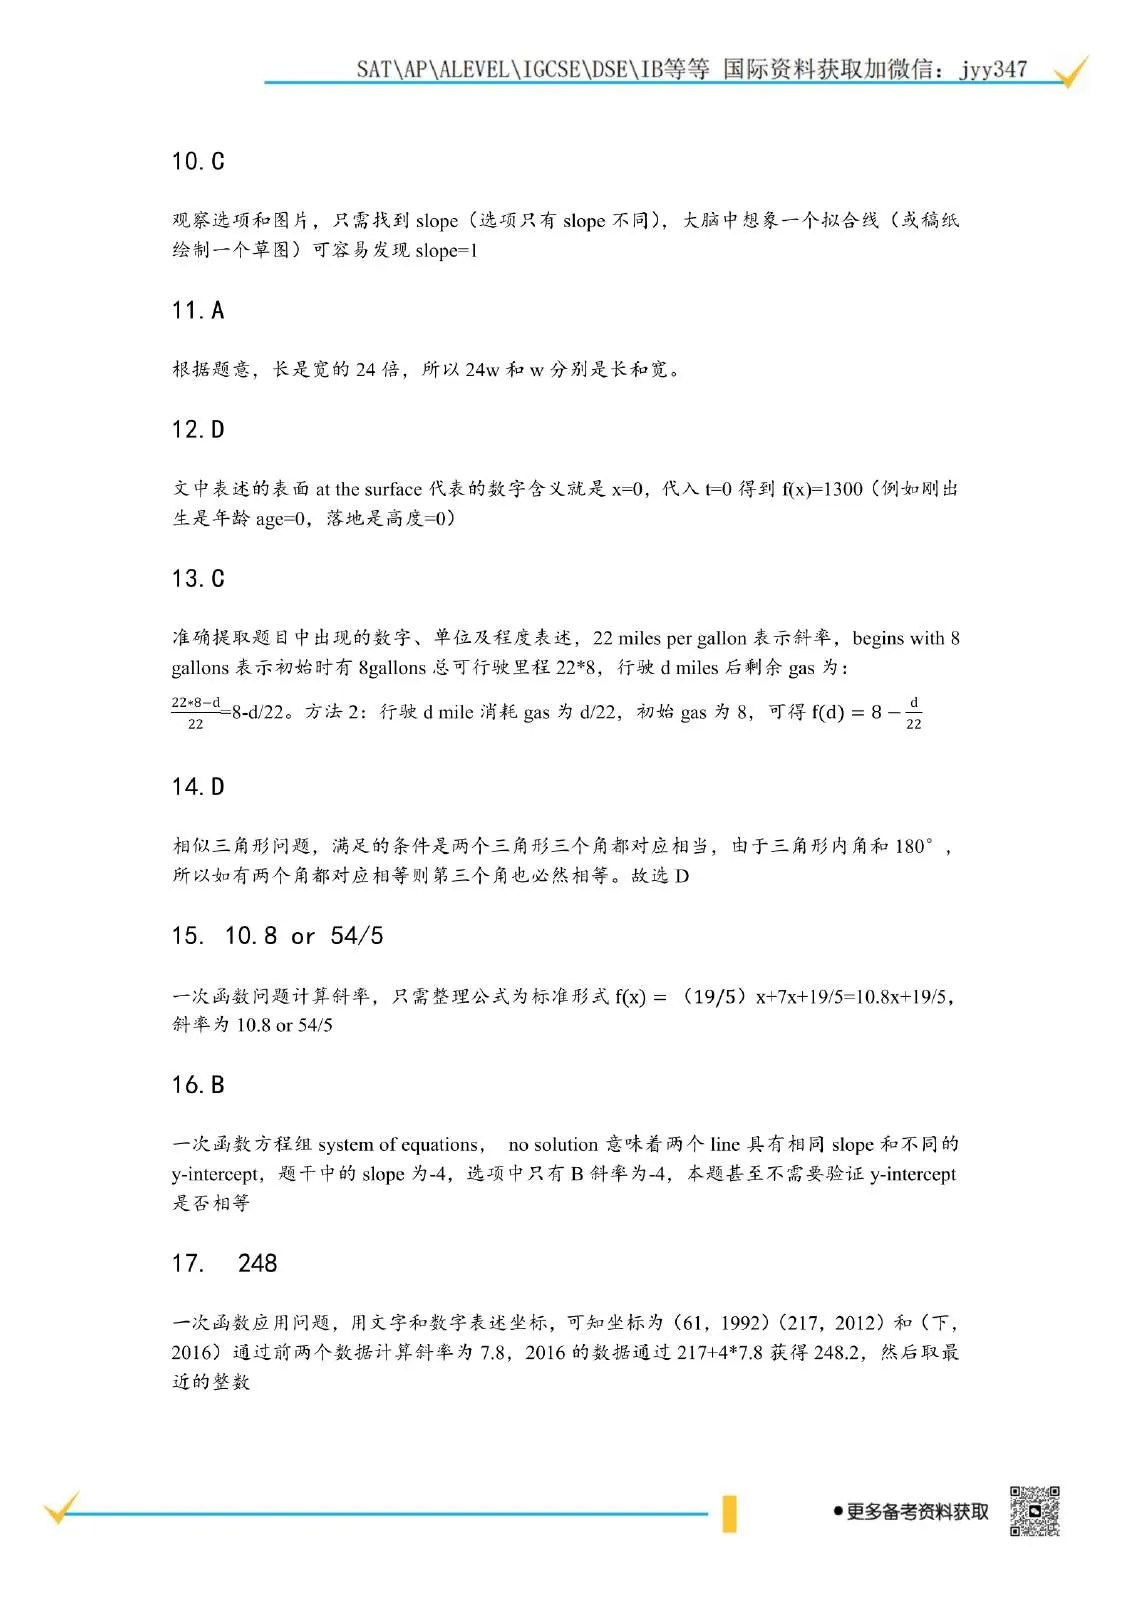 SAT\AP\ALEVEL\IGCSE\DSE\IB等等 国际资料获取加微信：jyy347
10.C
观察选项和图片，只需找到 slope（选项只有 slope 不同），大脑中想象一个拟合线（或稿纸
绘制一个草图）可容易发现 slope=1
11.A
根据题意，长是宽的 24 倍，所以 24w 和 w 分别是长和宽。
12.D
文中表述的表面 at the surface 代表的数字含义就是 x=0，代入 t=0 得到 f(x)=1300（例如刚出
生是年龄 age=0，落地是高度=0）
13.C
准确提取题目中出现的数字、单位及程度表述，22 miles per gallon 表示斜率，begins with 8
gallons 表示初始时有 8gallons 总可行驶里程 22*8，行驶 d miles 后剩余 gas 为：
22*8−d/22=8-d/22。方法 2：行驶 d mile 消耗 gas 为 d/22，初始 gas 为 8，可得 f(d) = 8 − d/22
14.D
相似三角形问题，满足的条件是两个三角形三个角都对应相当，由于三角形内角和 180°，
所以如有两个角都对应相等则第三个角也必然相等。故选 D
15. 10.8 or 54/5
一次函数问题计算斜率，只需整理公式为标准形式 f(x) = （19/5）x+7x+19/5=10.8x+19/5，
斜率为 10.8 or 54/5
16.B
一次函数方程组 system of equations， no solution 意味着两个 line 具有相同 slope 和不同的
y-intercept，题干中的 slope 为-4，选项中只有 B 斜率为-4，本题甚至不需要验证 y-intercept
是否相等
17. 248
一次函数应用问题，用文字和数字表述坐标，可知坐标为（61，1992）（217，2012）和（下，
2016）通过前两个数据计算斜率为 7.8，2016 的数据通过 217+4*7.8 获得 248.2，然后取最
近的整数
●更多备考资料获取